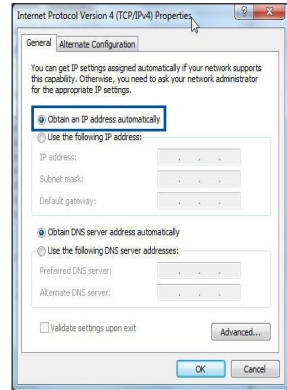 Internet Protocol Version 4 (TCP/IPv4) Properties
General
Alternate Configuration
You can get IP settings assigned automatically if your network supports
this capability. Otherwise, you need to ask your network administrator
for the appropriate IP settings.
Obtain an IP address automatically
Use the following IP address:
IP address:
Subnet mask:
Default gateway:
Obtain DNS server address automatically
Use the following DNS server addresses:
Preferred DNS server:
Alternate DNS server:
Validate settings upon exit
Advanced...
OK
Cancel